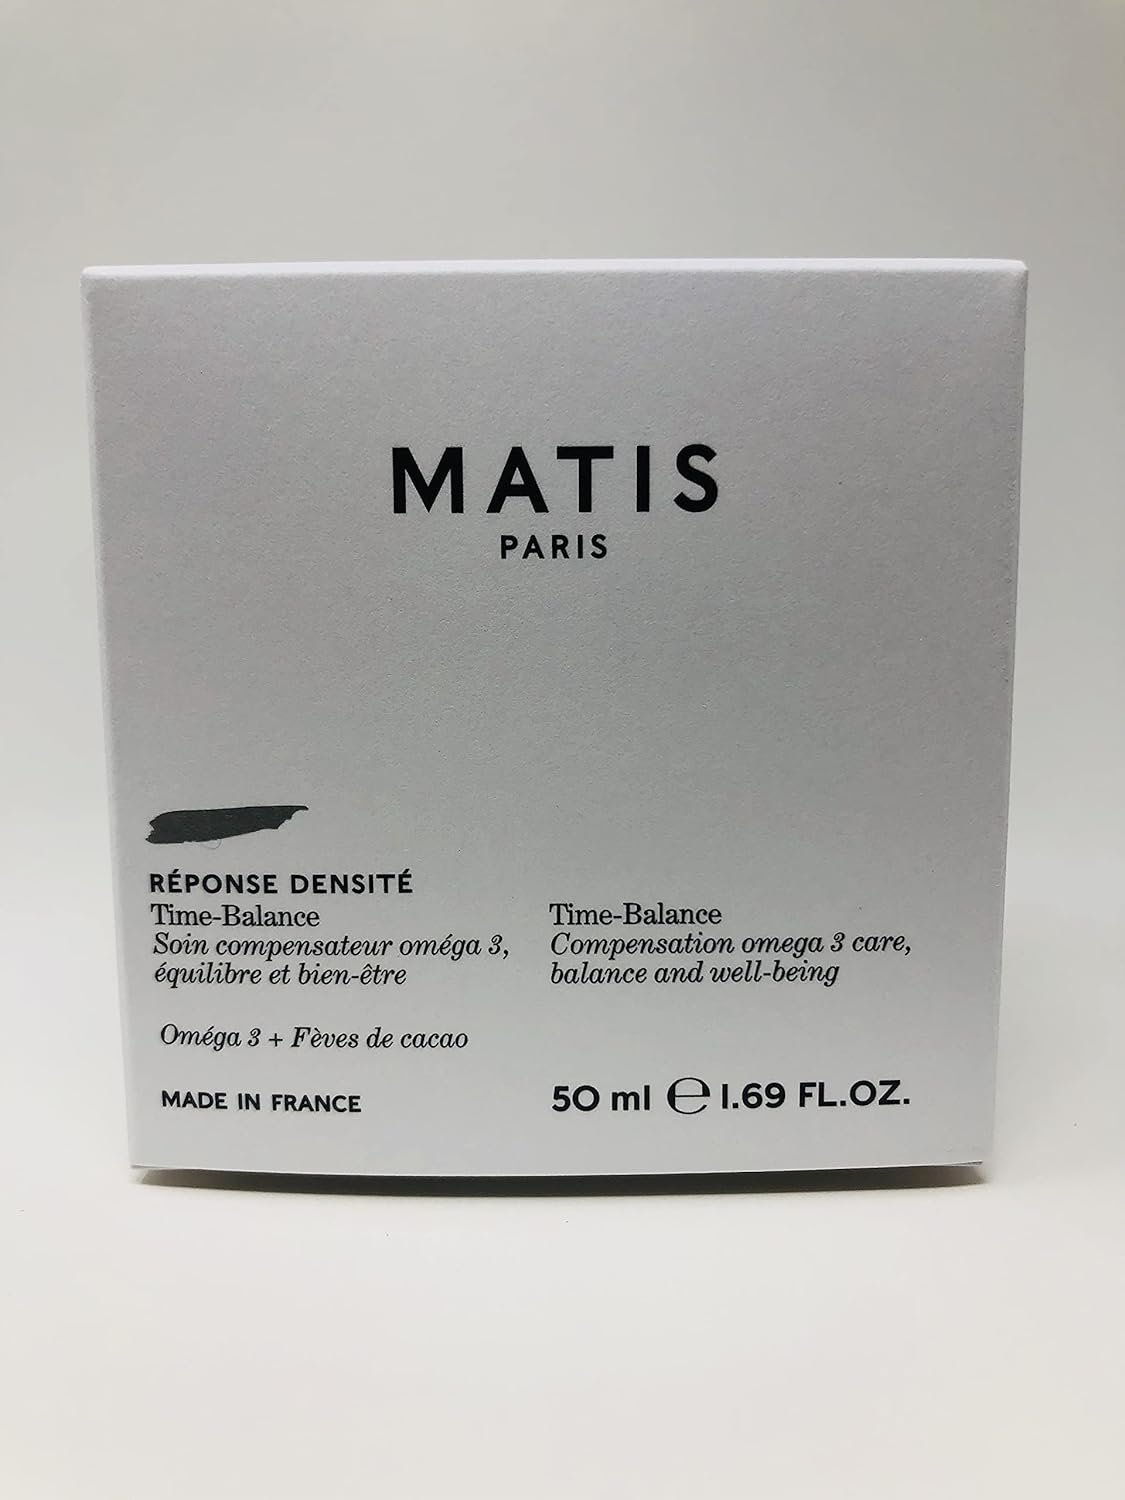 MATIS
PARIS
RÉPONSE DENSITÉ
Time-Balance
Soin compensateur oméga 3,
équilibre et bien-être
Oméga 3 + Fèves de cacao
MADE IN FRANCE
Time-Balance
Compensation omega 3 care,
balance and well-being
50 ml ℮ 1.69 FL.OZ.